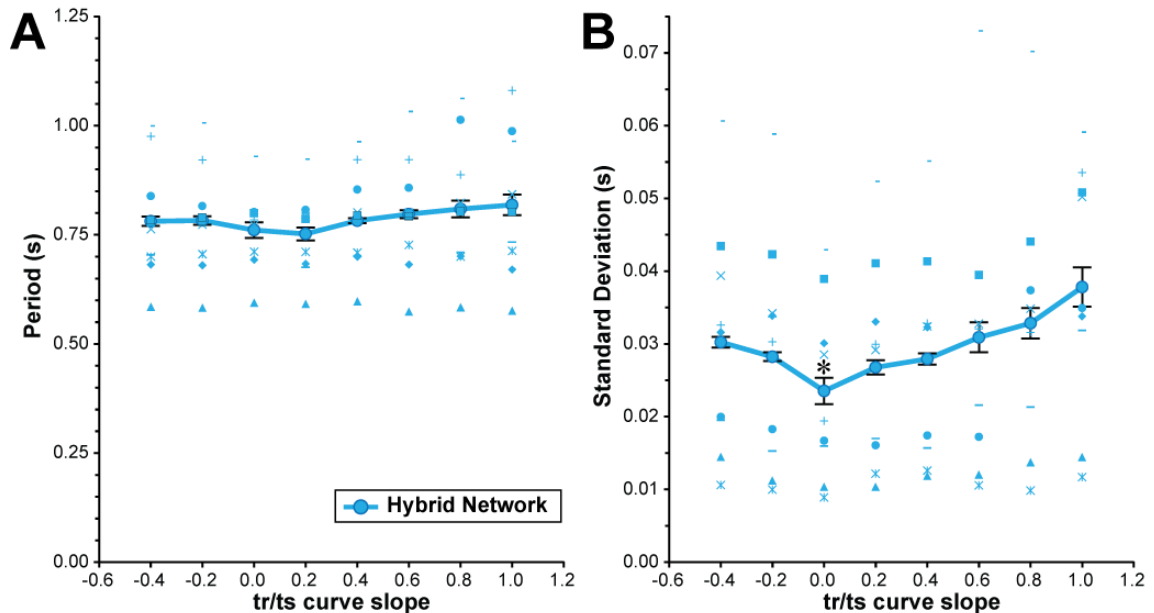 A
B
1.25
1.00
0.75
0.50
0.25
0.00
Period (s)
-0.6 -0.4 -0.2 0.0 0.2 0.4 0.6 0.8 1.0 1.2
tr/ts curve slope
Hybrid Network
0.07
0.06
0.05
0.04
0.03
0.02
0.01
0.00
Standard Deviation (s)
*
-0.6 -0.4 -0.2 0.0 0.2 0.4 0.6 0.8 1.0 1.2
tr/ts curve slope